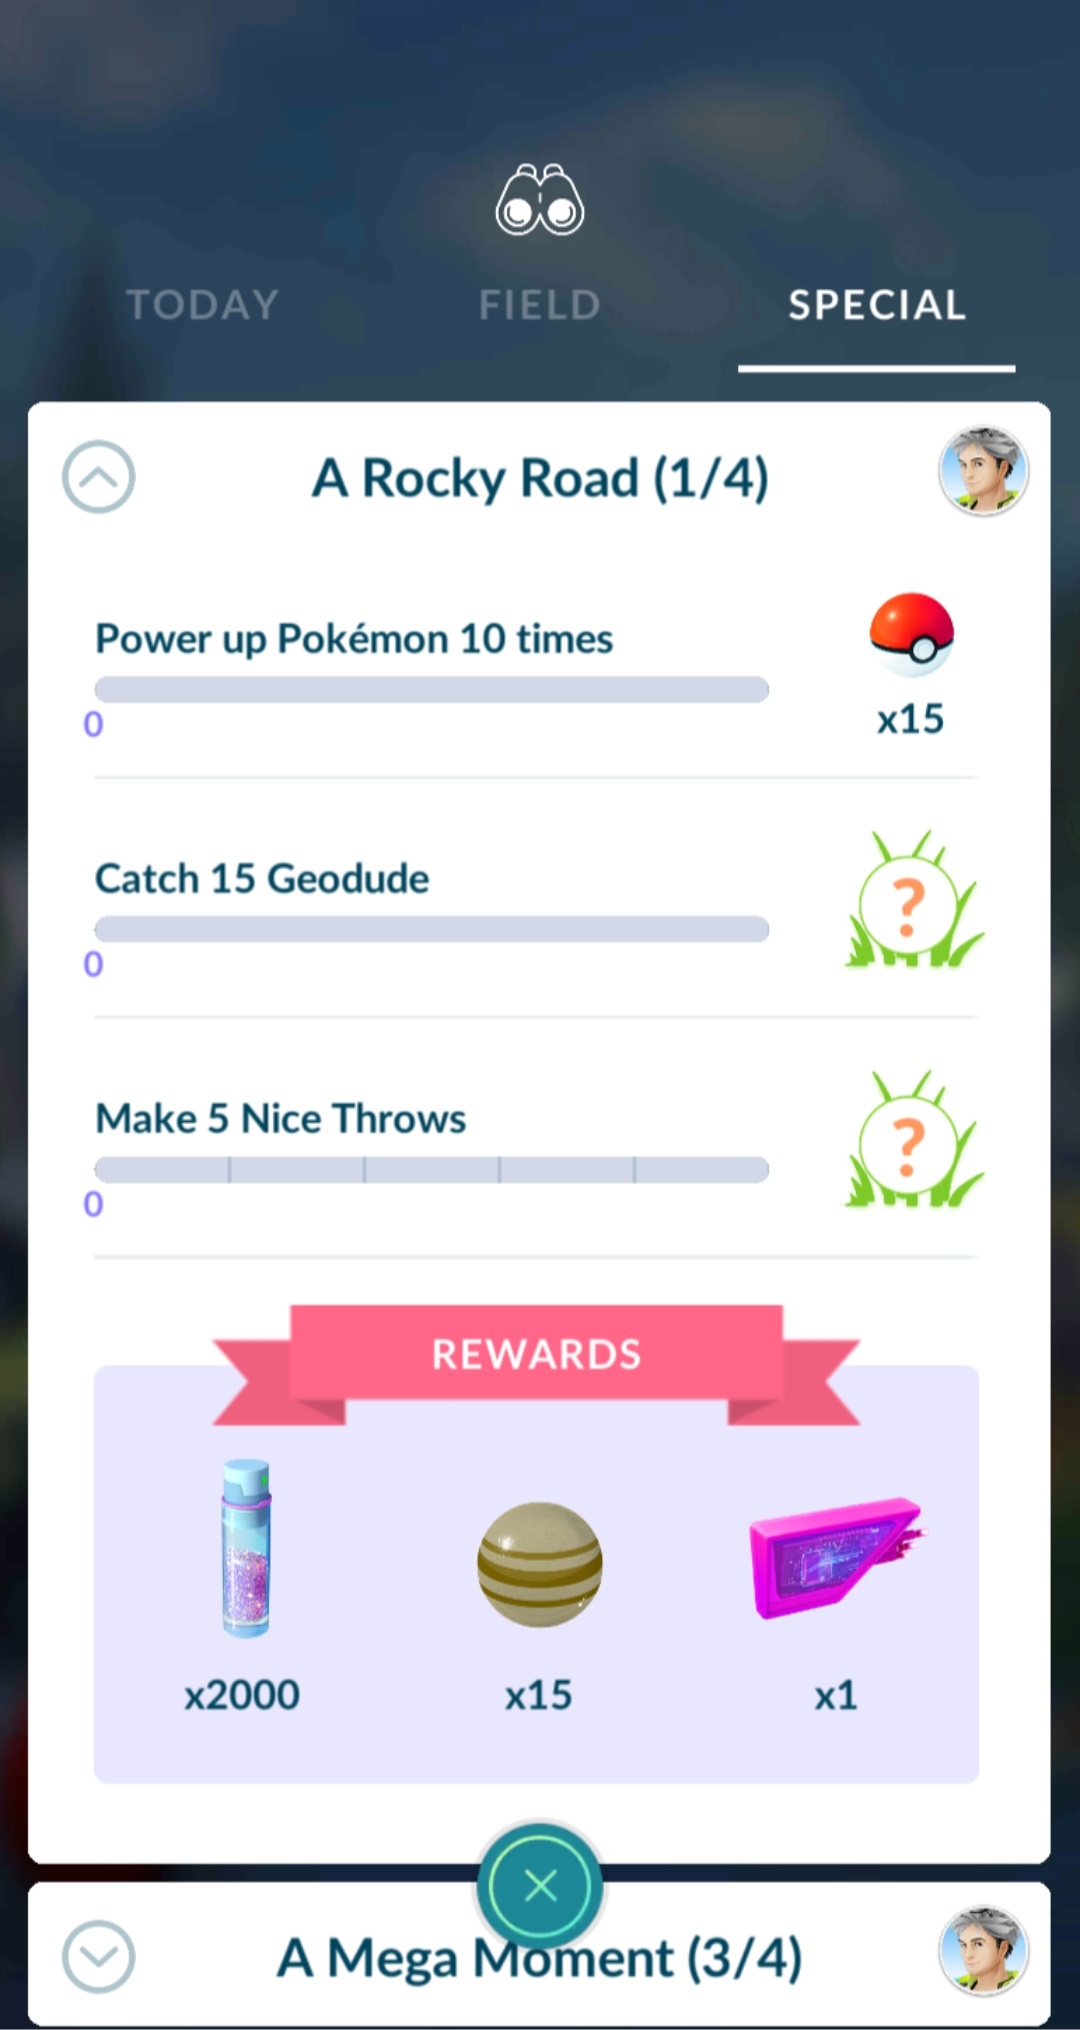 TODAY
FIELD
SPECIAL
A Rocky Road (1/4)
Power up Pokémon 10 times
0
x15
Catch 15 Geodude
0
?
Make 5 Nice Throws
0
?
REWARDS
x2000
x15
x1
A Mega Moment (3/4)